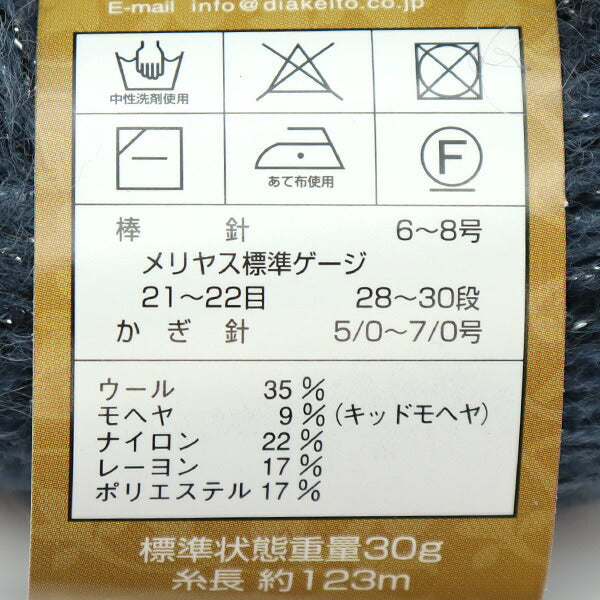 E-mail info@diakeito.co.jp
中性洗剤使用
あて布使用
F
棒針 6〜8号
メリヤス標準ゲージ
21〜22目 28〜30段
かぎ針 5/0〜7/0号
ウール 35%
モヘヤ 9%(キッドモヘヤ)
ナイロン 22%
レーヨン 17%
ポリエステル 17%
標準状態重量30g
糸長 約123m